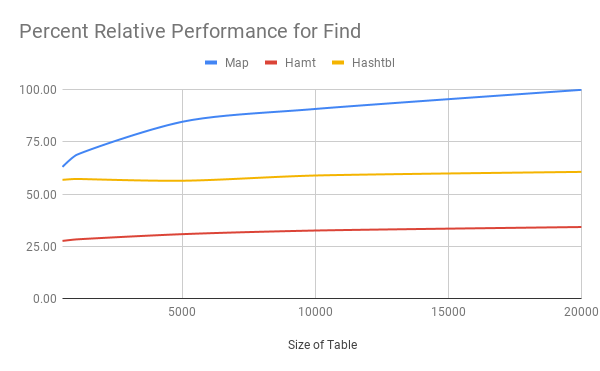 Percent Relative Performance for Find
Map Hamt Hashtbl
100.00
75.00
50.00
25.00
0.00
5000 10000 15000 20000
Size of Table